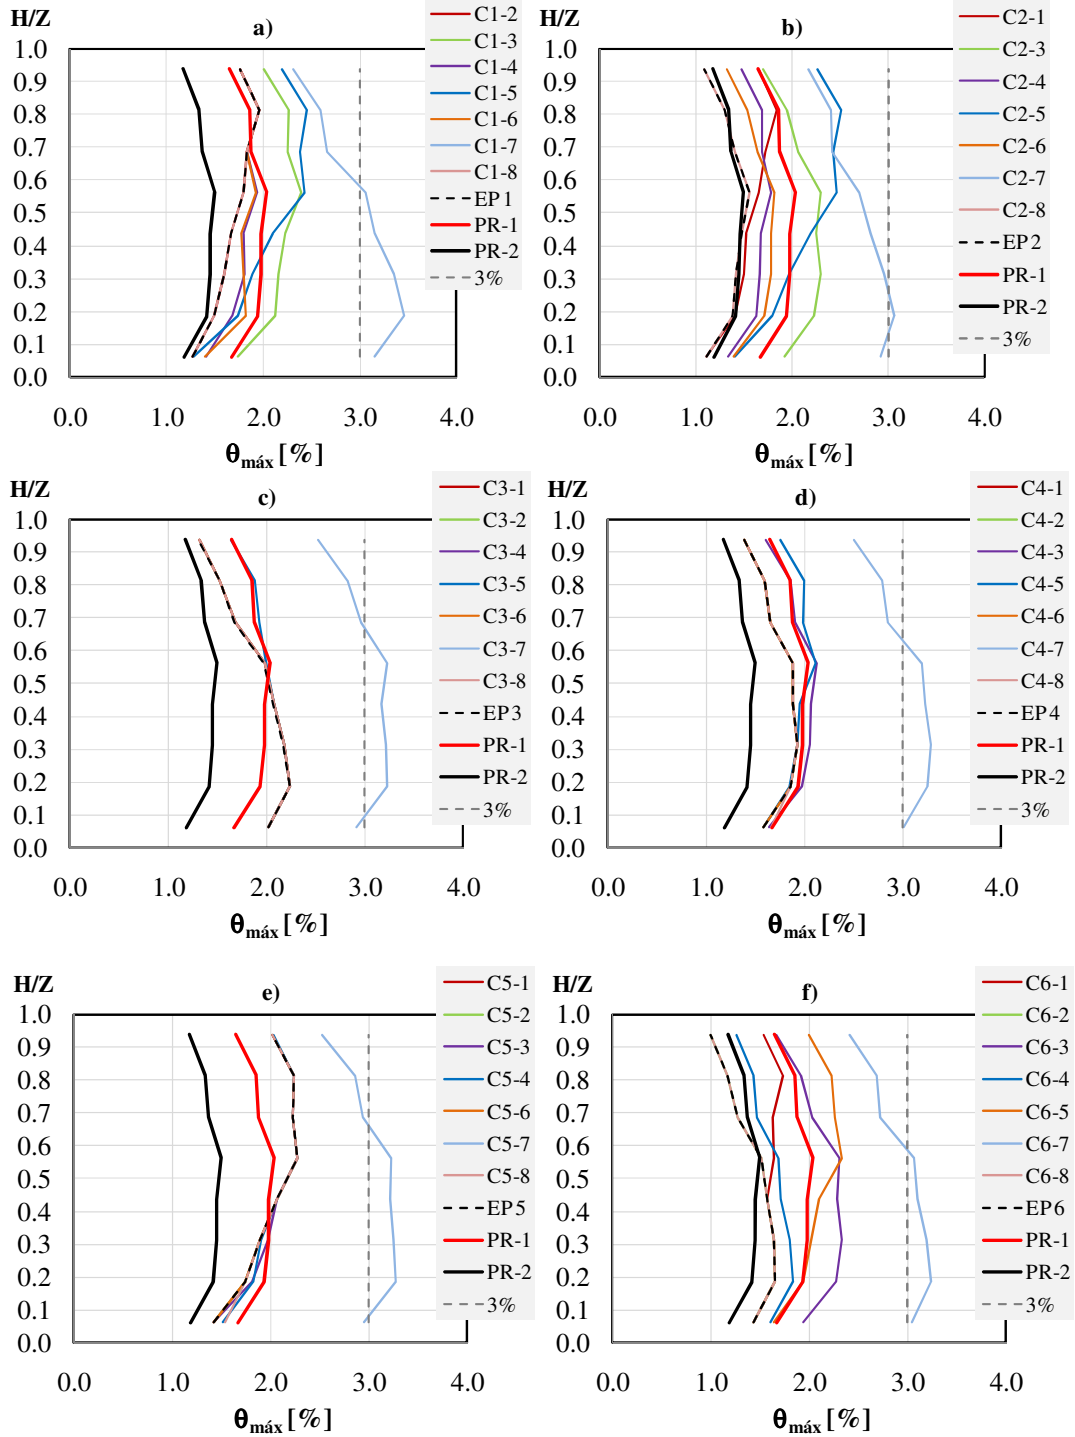 H/Z
a)
1.0
0.9
0.8
0.7
0.6
0.5
0.4
0.3
0.2
0.1
0.0
0.0 1.0 2.0 3.0 4.0
θmáx [%]
C1-2
C1-3
C1-4
C1-5
C1-6
C1-7
C1-8
EP1
PR-1
PR-2
3%
H/Z
b)
1.0
0.9
0.8
0.7
0.6
0.5
0.4
0.3
0.2
0.1
0.0
0.0 1.0 2.0 3.0 4.0
θmáx [%]
C2-1
C2-3
C2-4
C2-5
C2-6
C2-7
C2-8
EP2
PR-1
PR-2
3%
H/Z
c)
1.0
0.9
0.8
0.7
0.6
0.5
0.4
0.3
0.2
0.1
0.0
0.0 1.0 2.0 3.0 4.0
θmáx [%]
C3-1
C3-2
C3-4
C3-5
C3-6
C3-7
C3-8
EP3
PR-1
PR-2
3%
H/Z
d)
1.0
0.9
0.8
0.7
0.6
0.5
0.4
0.3
0.2
0.1
0.0
0.0 1.0 2.0 3.0 4.0
θmáx [%]
C4-1
C4-2
C4-3
C4-5
C4-6
C4-7
C4-8
EP4
PR-1
PR-2
3%
H/Z
e)
1.0
0.9
0.8
0.7
0.6
0.5
0.4
0.3
0.2
0.1
0.0
0.0 1.0 2.0 3.0 4.0
θmáx [%]
C5-1
C5-2
C5-3
C5-4
C5-6
C5-7
C5-8
EP5
PR-1
PR-2
3%
H/Z
f)
1.0
0.9
0.8
0.7
0.6
0.5
0.4
0.3
0.2
0.1
0.0
0.0 1.0 2.0 3.0 4.0
θmáx [%]
C6-1
C6-2
C6-3
C6-4
C6-5
C6-7
C6-8
EP6
PR-1
PR-2
3%